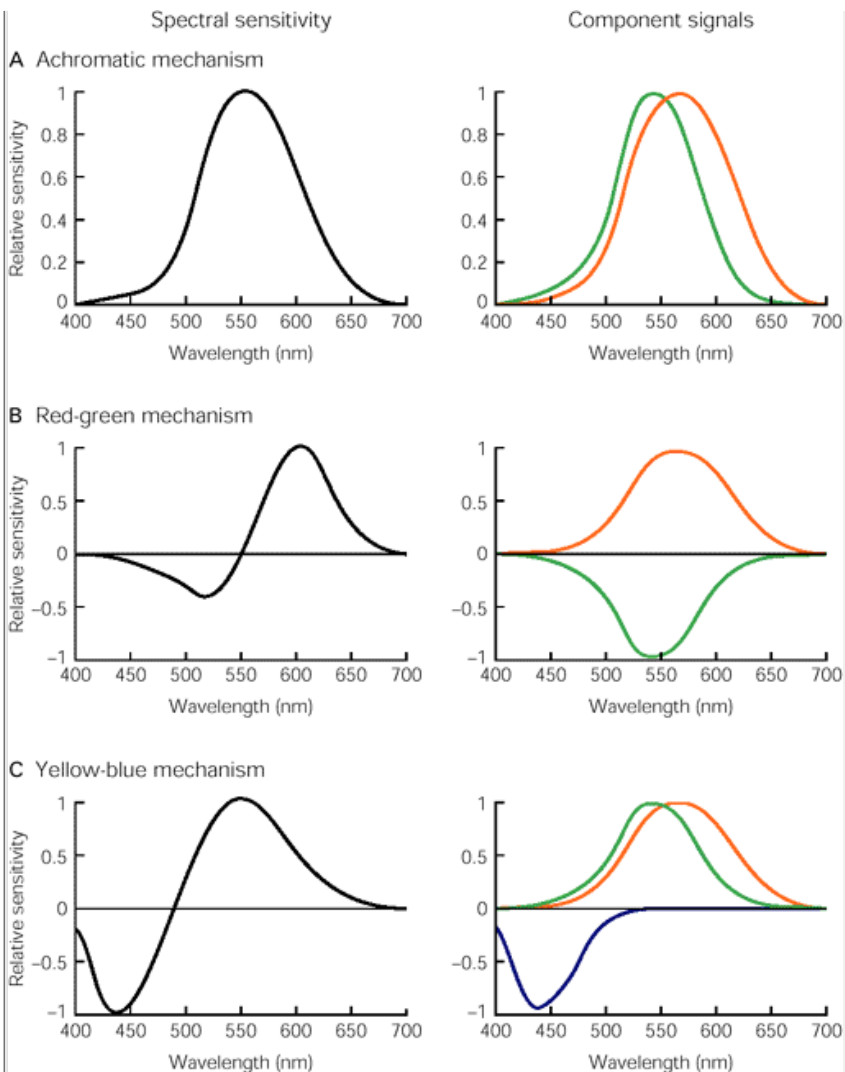 Spectral sensitivity
Component signals
A Achromatic mechanism
Relative sensitivity
1
0.8
0.6
0.4
0.2
0
400 450 500 550 600 650 700
Wavelength (nm)
1
0.8
0.6
0.4
0.2
0
400 450 500 550 600 650 700
Wavelength (nm)
B Red-green mechanism
Relative sensitivity
1
0.5
0
−0.5
−1
400 450 500 550 600 650 700
Wavelength (nm)
1
0.5
0
−0.5
−1
400 450 500 550 600 650 700
Wavelength (nm)
C Yellow-blue mechanism
Relative sensitivity
1
0.5
0
−0.5
−1
400 450 500 550 600 650 700
Wavelength (nm)
1
0.5
0
−0.5
−1
400 450 500 550 600 650 700
Wavelength (nm)